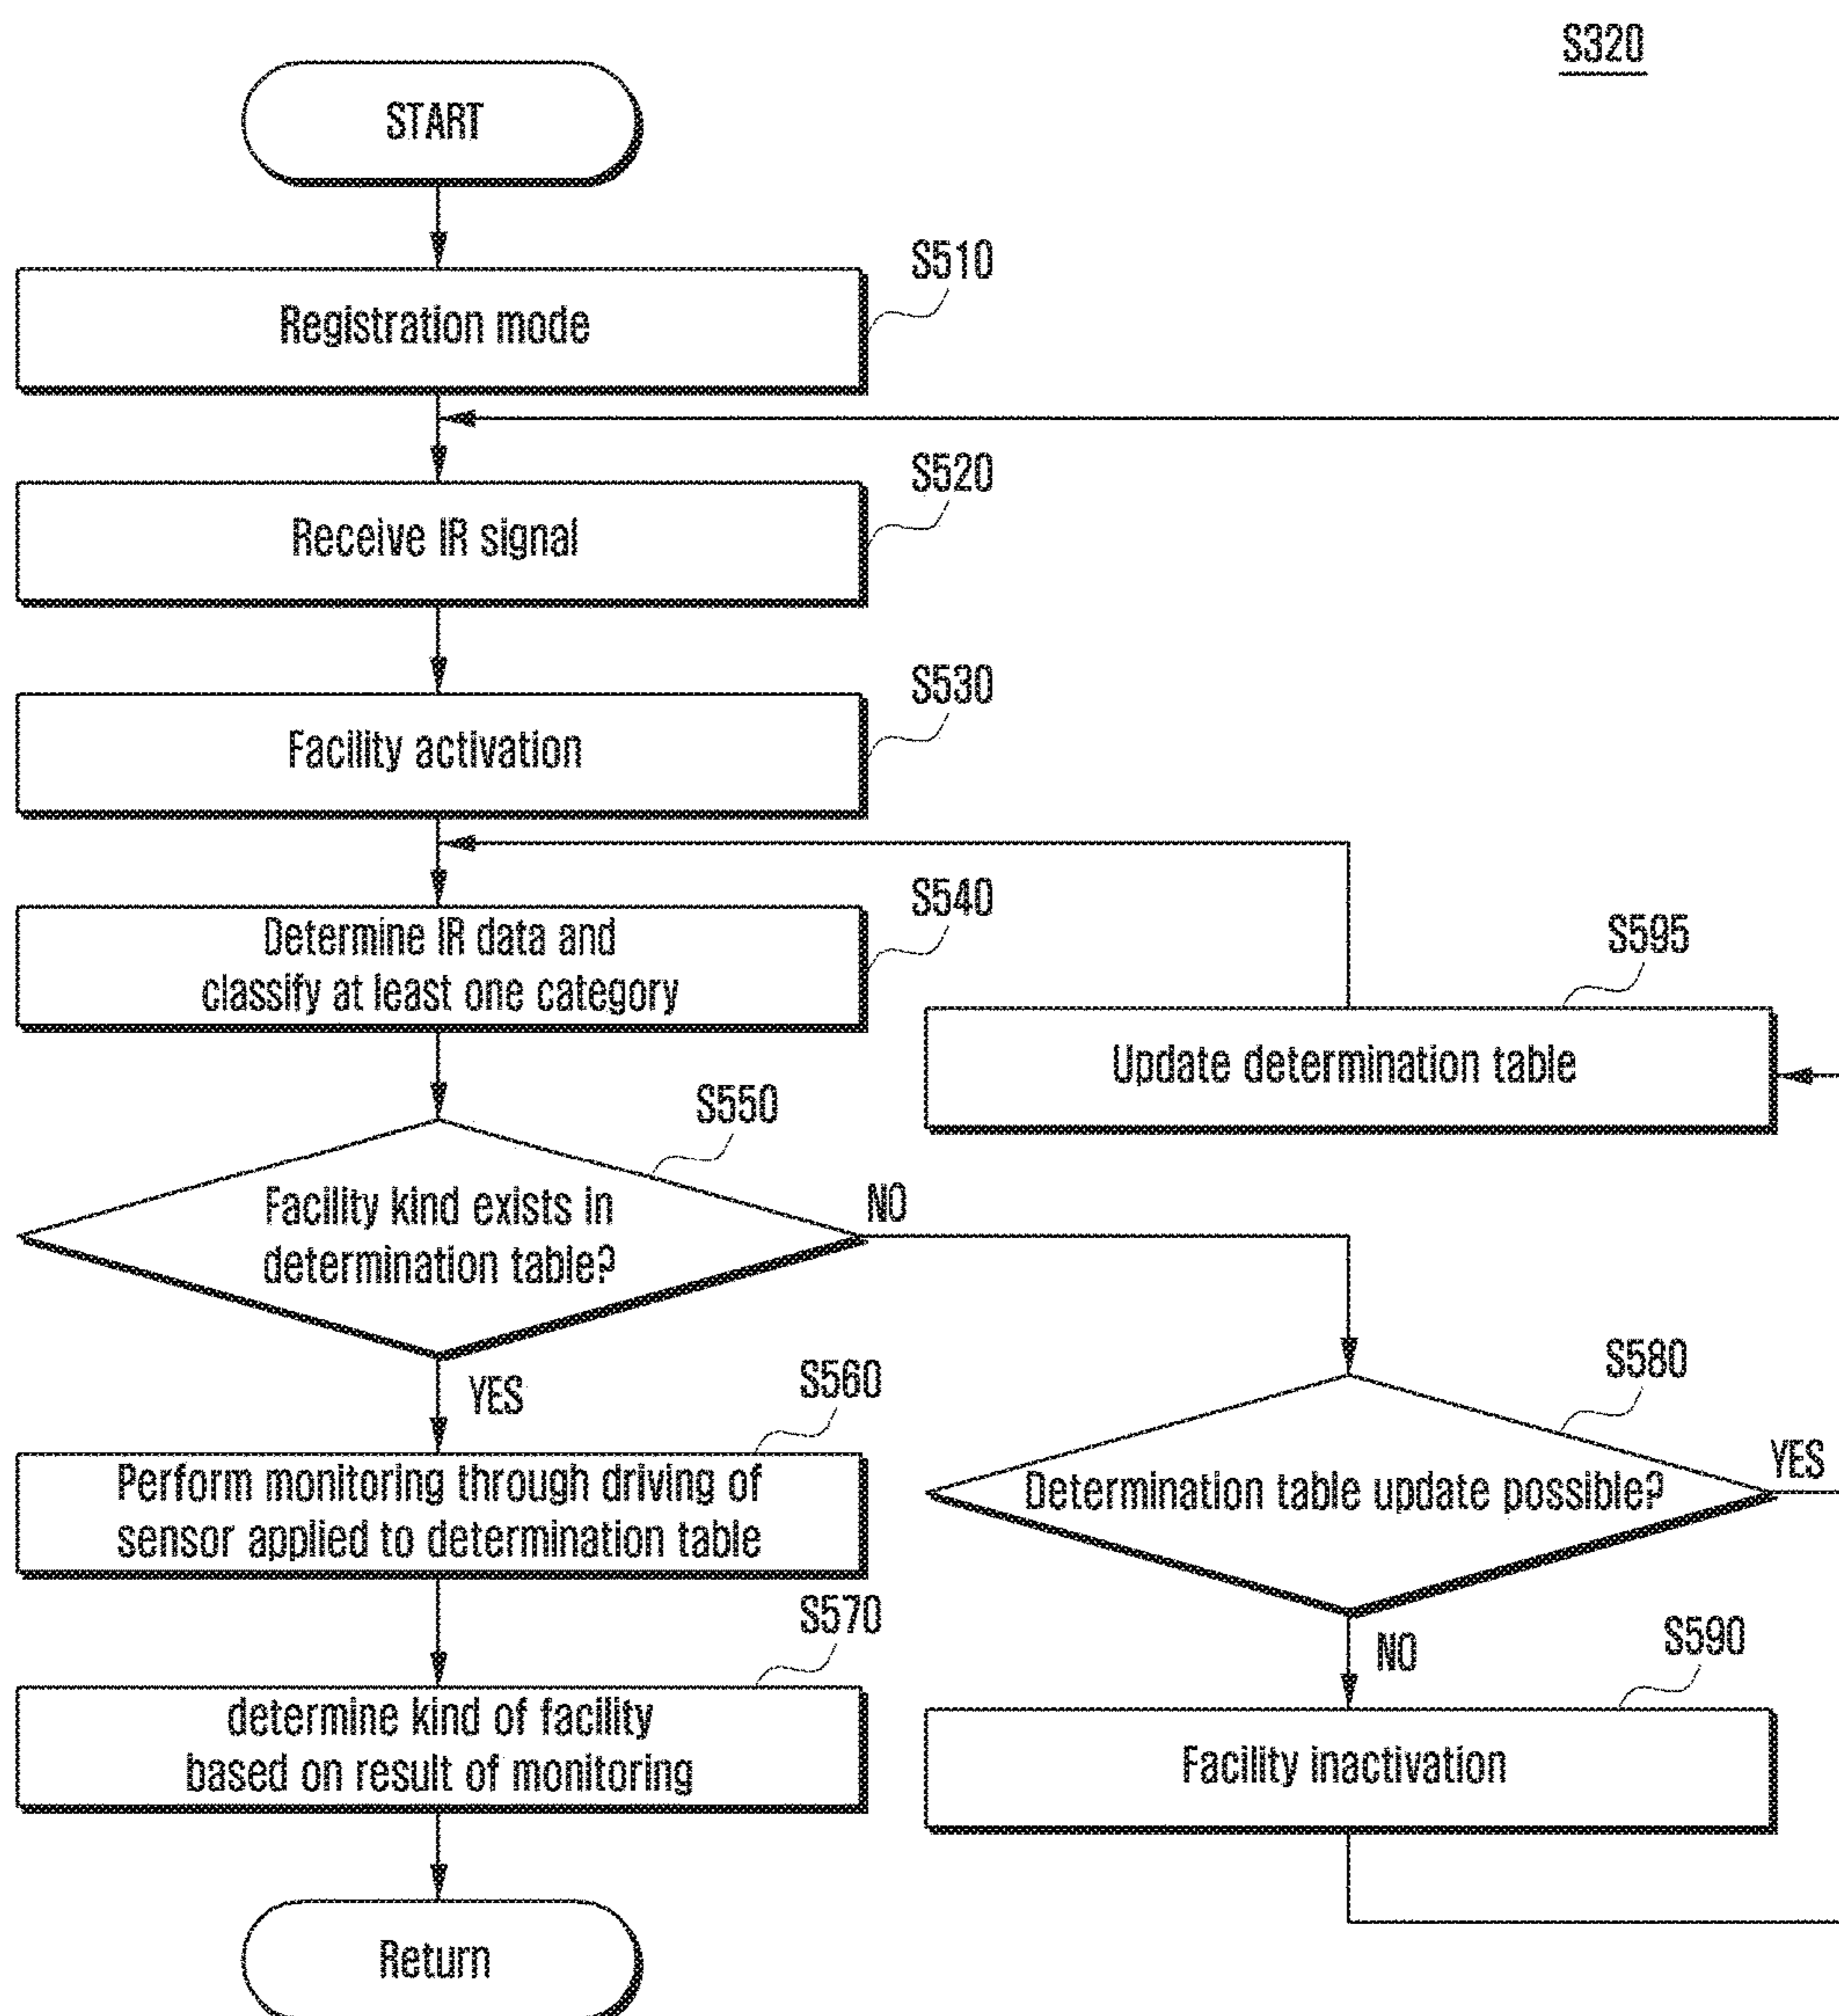 S320
START
S510
Registration mode
S520
Receive IR signal
S530
Facility activation
S540
Determine IR data and
classify at least one category
S595
Update determination table
S550
Facility kind exists in
determination table?
NO
YES
S560
Perform monitoring through driving of
sensor applied to determination table
S570
determine kind of facility
based on result of monitoring
Return
S580
Determination table update possible?
YES
NO
S590
Facility inactivation